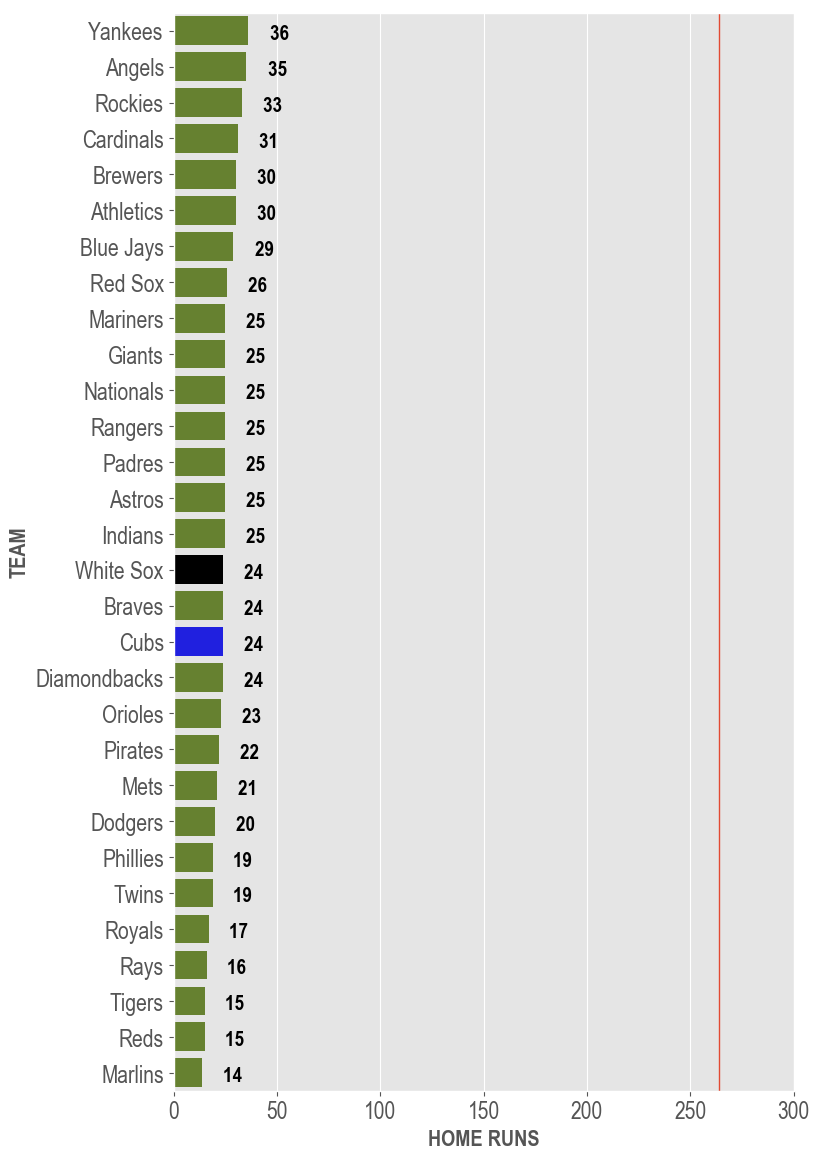 Yankees 36
Angels 35
Rockies 33
Cardinals 31
Brewers 30
Athletics 30
Blue Jays 29
Red Sox 26
Mariners 25
Giants 25
Nationals 25
Rangers 25
Padres 25
Astros 25
Indians 25
White Sox 24
Braves 24
Cubs 24
Diamondbacks 24
Orioles 23
Pirates 22
Mets 21
Dodgers 20
Phillies 19
Twins 19
Royals 17
Rays 16
Tigers 15
Reds 15
Marlins 14
TEAM
0 50 100 150 200 250 300
HOME RUNS